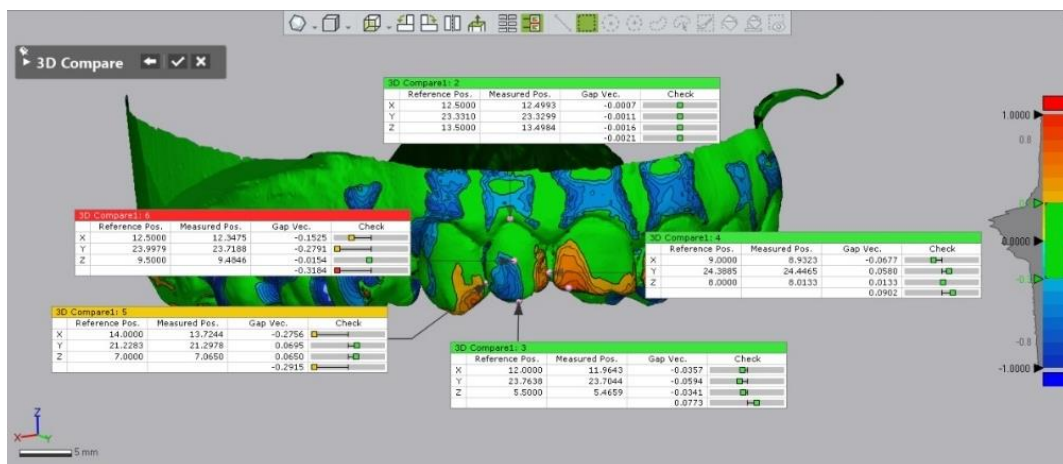 3D Compare
3D Compare1: 2
Reference Pos. Measured Pos. Gap Vec. Check
X 12.5000 12.4993 -0.0007
Y 23.3310 23.3299 -0.0011
Z 13.5000 13.4984 -0.0016
-0.0021
1.0000
0.8
0.0000
-0.8
-1.0000
3D Compare1: 6
Reference Pos. Measured Pos. Gap Vec. Check
X 12.5000 12.3475 -0.1525
Y 23.9979 23.7188 -0.2791
Z 9.5000 9.4846 -0.0154
-0.3184
3D Compare1: 4
Reference Pos. Measured Pos. Gap Vec. Check
X 9.0000 8.9323 -0.0677
Y 24.3885 24.4465 0.0580
Z 8.0000 8.0133 0.0133
0.0902
3D Compare1: 5
Reference Pos. Measured Pos. Gap Vec. Check
X 14.0000 13.7244 -0.2756
Y 21.2283 21.2978 0.0695
Z 7.0000 7.0650 0.0650
-0.2915
3D Compare1: 3
Reference Pos. Measured Pos. Gap Vec. Check
X 12.0000 11.9643 -0.0357
Y 23.7638 23.7044 -0.0594
Z 5.5000 5.4659 -0.0341
0.0773
Z
X Y
5 mm